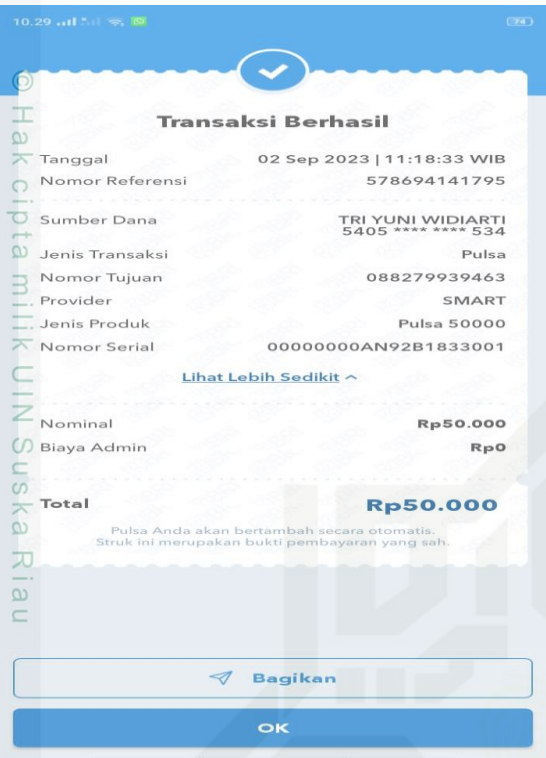 10.29
74
Transaksi Berhasil
Tanggal 02 Sep 2023 | 11:18:33 WIB
Nomor Referensi 578694141795
Sumber Dana TRI YUNI WIDIARTI
5405 **** **** 534
Jenis Transaksi Pulsa
Nomor Tujuan 088279939463
Provider SMART
Jenis Produk Pulsa 50000
Nomor Serial 00000000AN92B1833001
Lihat Lebih Sedikit
Nominal Rp50.000
Biaya Admin Rp0
Total Rp50.000
Pulsa Anda akan bertambah secara otomatis.
Struk ini merupakan bukti pembayaran yang sah.
Bagikan
OK
© Hak cipta milik UIN Suska Riau